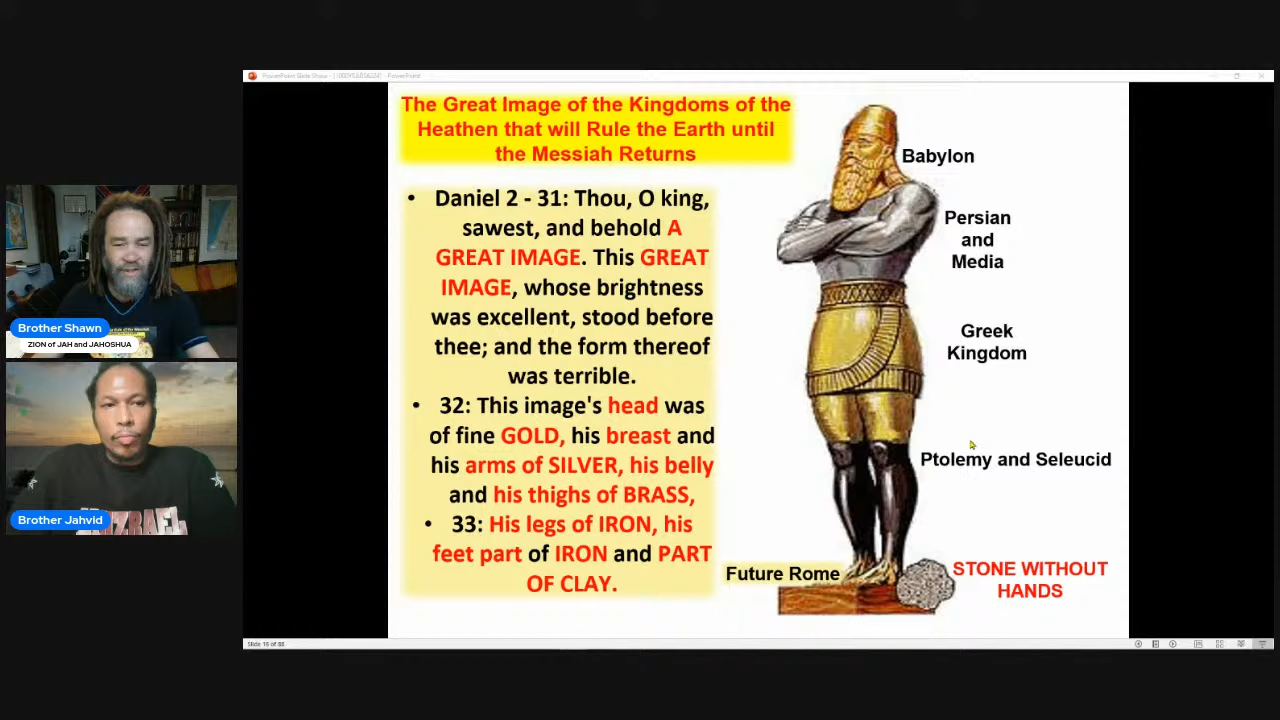 PowerPoint Slide Show - [
PowerPoint
The Great Image of the Kingdoms of the
Heathen that will Rule the Earth until
the Messiah Returns
• Daniel 2 - 31: Thou, O king,
sawest, and behold A
GREAT IMAGE. This GREAT
IMAGE, whose brightness
was excellent, stood before
thee; and the form thereof
was terrible.
• 32: This image's head was
of fine GOLD, his breast and
his arms of SILVER, his belly
and his thighs of BRASS,
• 33: His legs of IRON, his
feet part of IRON and PART
OF CLAY.
Babylon
Persian
and
Media
Greek
Kingdom
Ptolemy and Seleucid
Future Rome
STONE WITHOUT
HANDS
Brother Shawn
ZION of JAH and JAHOSHUA
Brother Jahvid